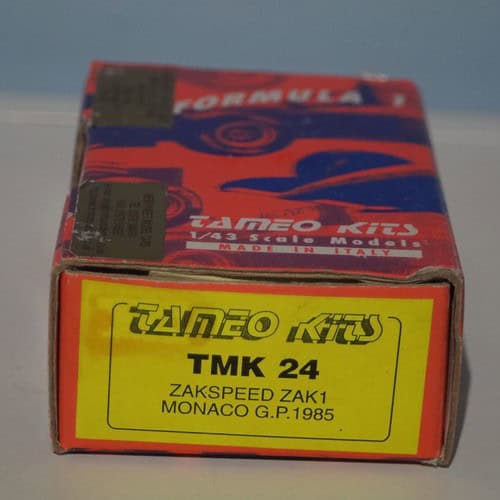 FORMULA 1
TAMEO KITS
1/43 Scale Models
MADE IN ITALY
TAMEO KITS
TMK 24
ZAKSPEED ZAK1
MONACO G.P.1985